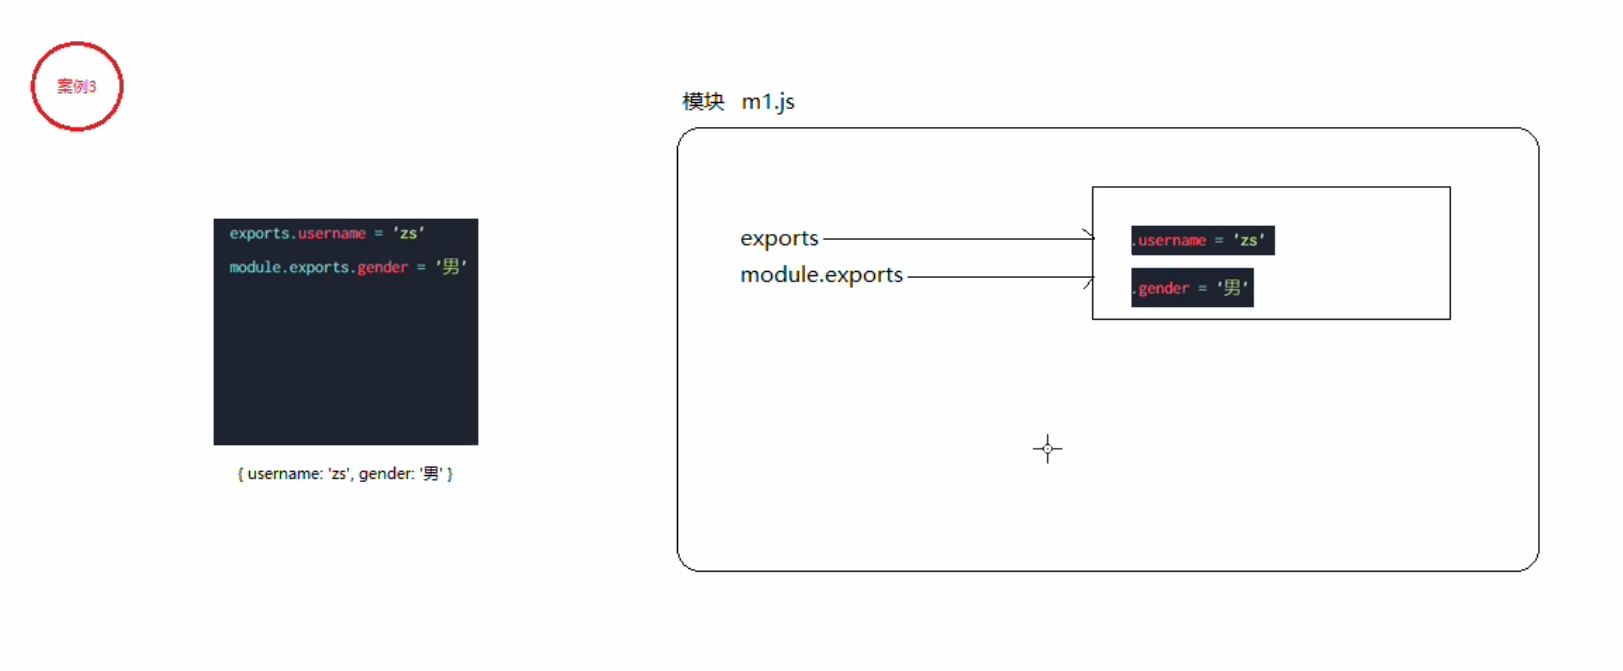 案例3
模块 m1.js
exports.username = 'zs'
module.exports.gender = '男'
{ username: 'zs', gender: '男' }
exports
module.exports
.username = 'zs'
.gender = '男'